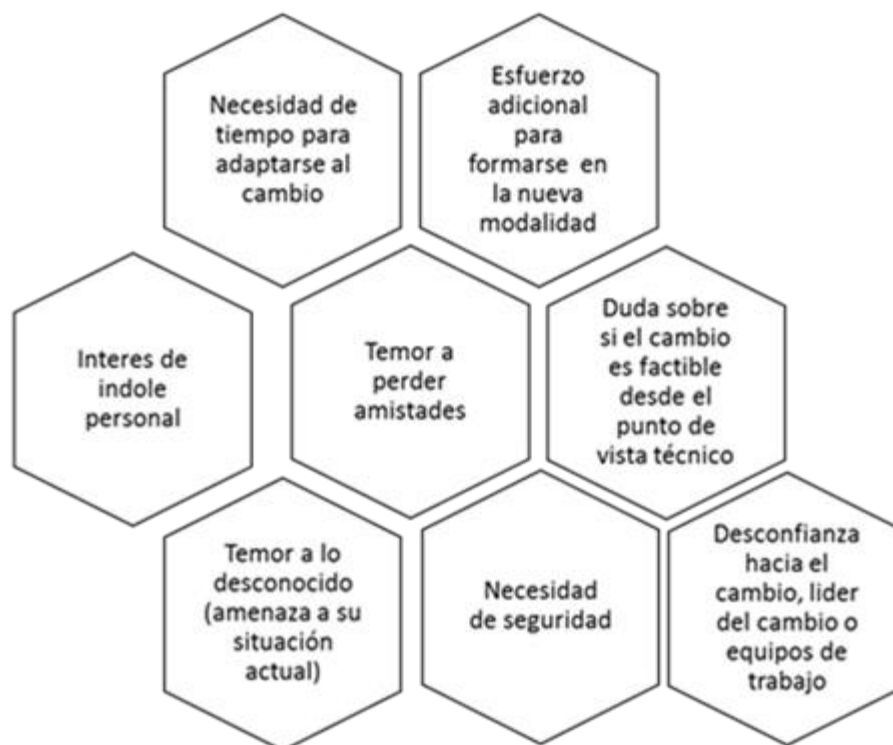 Necesidad de
tiempo para
adaptarse al
cambio
Esfuerzo
adicional
para
formarse en
la nueva
modalidad
Interes de
indole
personal
Temor a
perder
amistades
Duda sobre
si el cambio
es factible
desde el
punto de
vista técnico
Temor a lo
desconocido
(amenaza a su
situación
actual)
Necesidad
de seguridad
Desconfianza
hacia el
cambio, lider
del cambio o
equipos de
trabajo